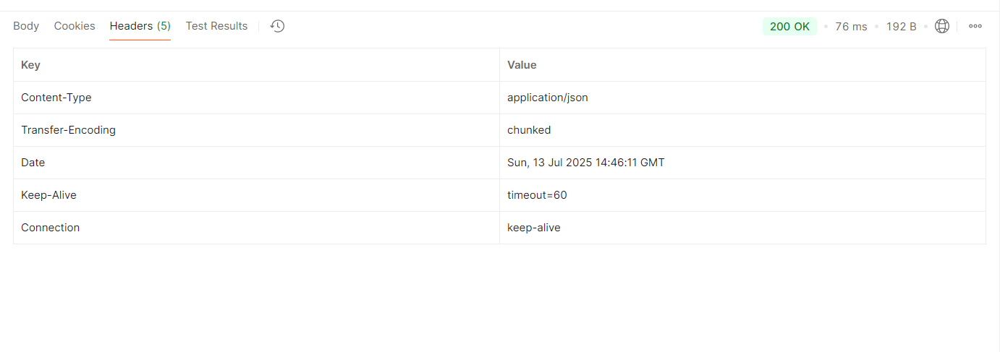 Body Cookies Headers (5) Test Results 200 OK • 76 ms • 192 B •
Key Value
Content-Type application/json
Transfer-Encoding chunked
Date Sun, 13 Jul 2025 14:46:11 GMT
Keep-Alive timeout=60
Connection keep-alive